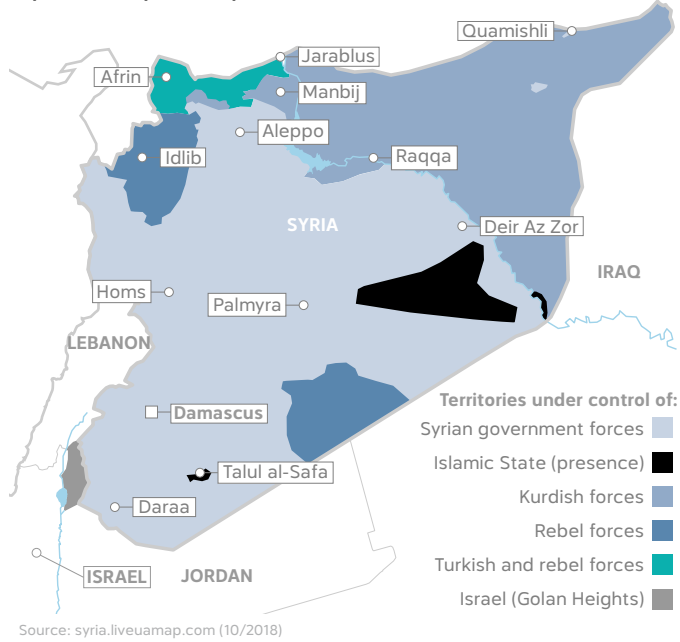 Quamishli
Jarablus
Afrin
Manbij
Aleppo
Idlib
Raqqa
SYRIA
Deir Az Zor
IRAQ
Homs
Palmyra
LEBANON
Damascus
Talul al-Safa
Daraa
ISRAEL
JORDAN
Territories under control of:
Syrian government forces
Islamic State (presence)
Kurdish forces
Rebel forces
Turkish and rebel forces
Israel (Golan Heights)
Source: syria.liveuamap.com (10/2018)